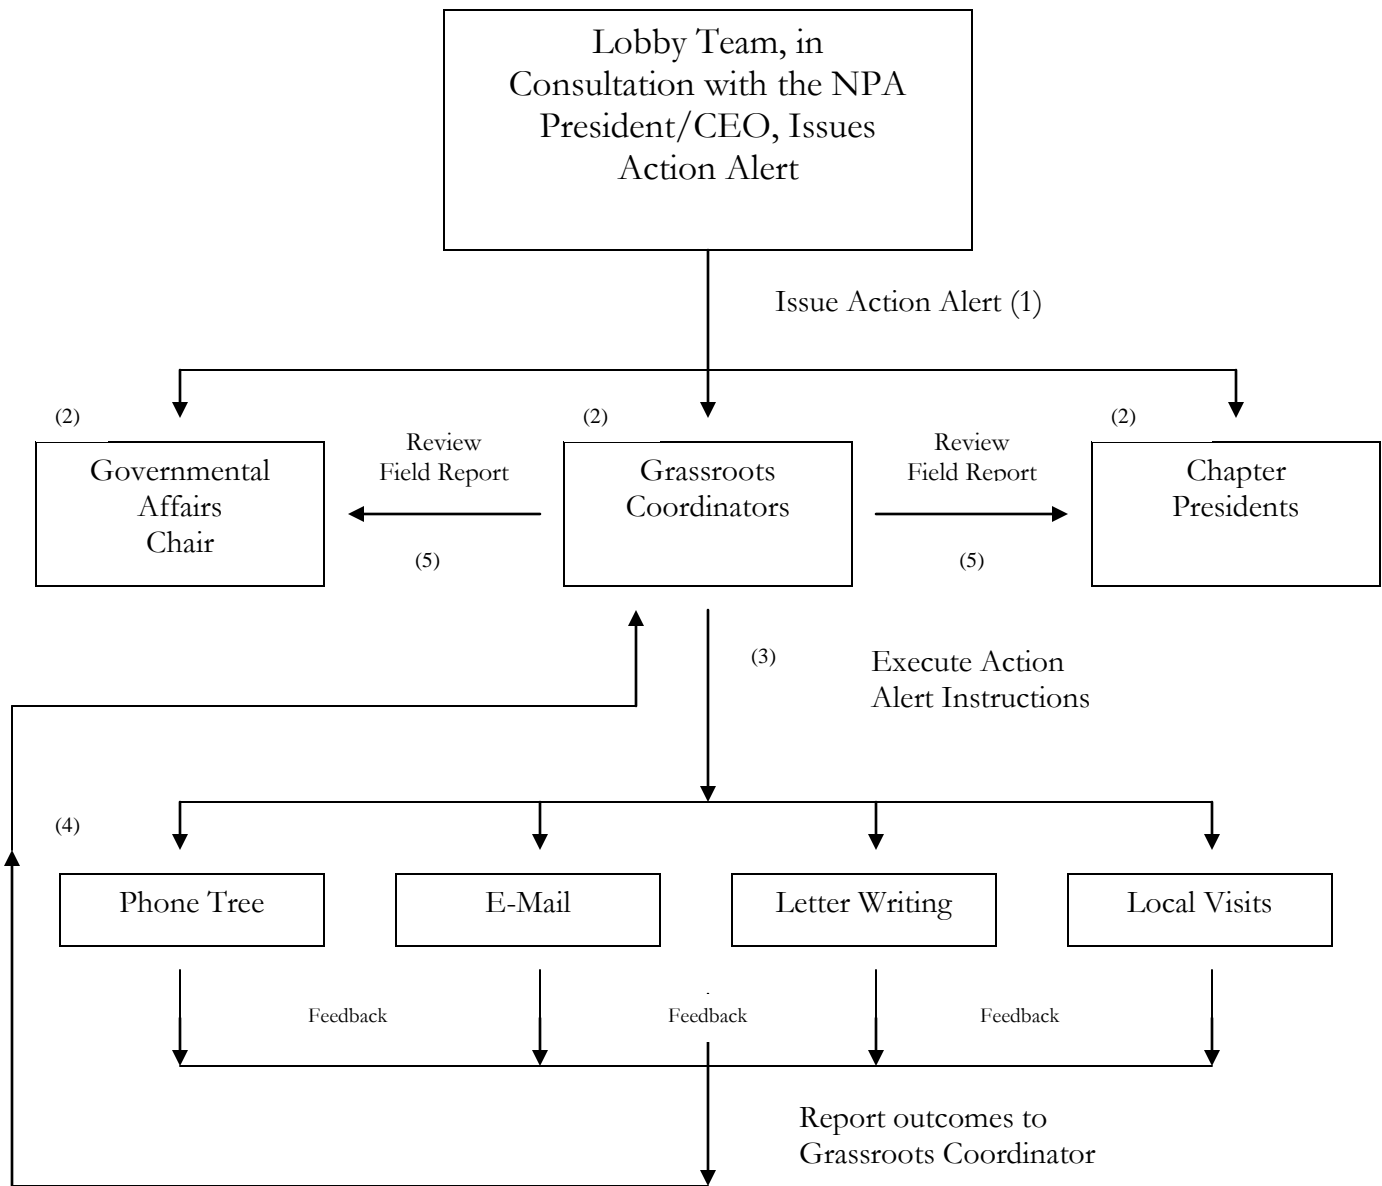 Lobby Team, in
Consultation with the NPA
President/CEO, Issues
Action Alert
Issue Action Alert (1)
(2)
(2)
(2)
Governmental
Affairs
Chair
Review
Field Report
(5)
Grassroots
Coordinators
Review
Field Report
(5)
Chapter
Presidents
(3)
Execute Action
Alert Instructions
(4)
Phone Tree
E-Mail
Letter Writing
Local Visits
Feedback
Feedback
Feedback
Report outcomes to
Grassroots Coordinator